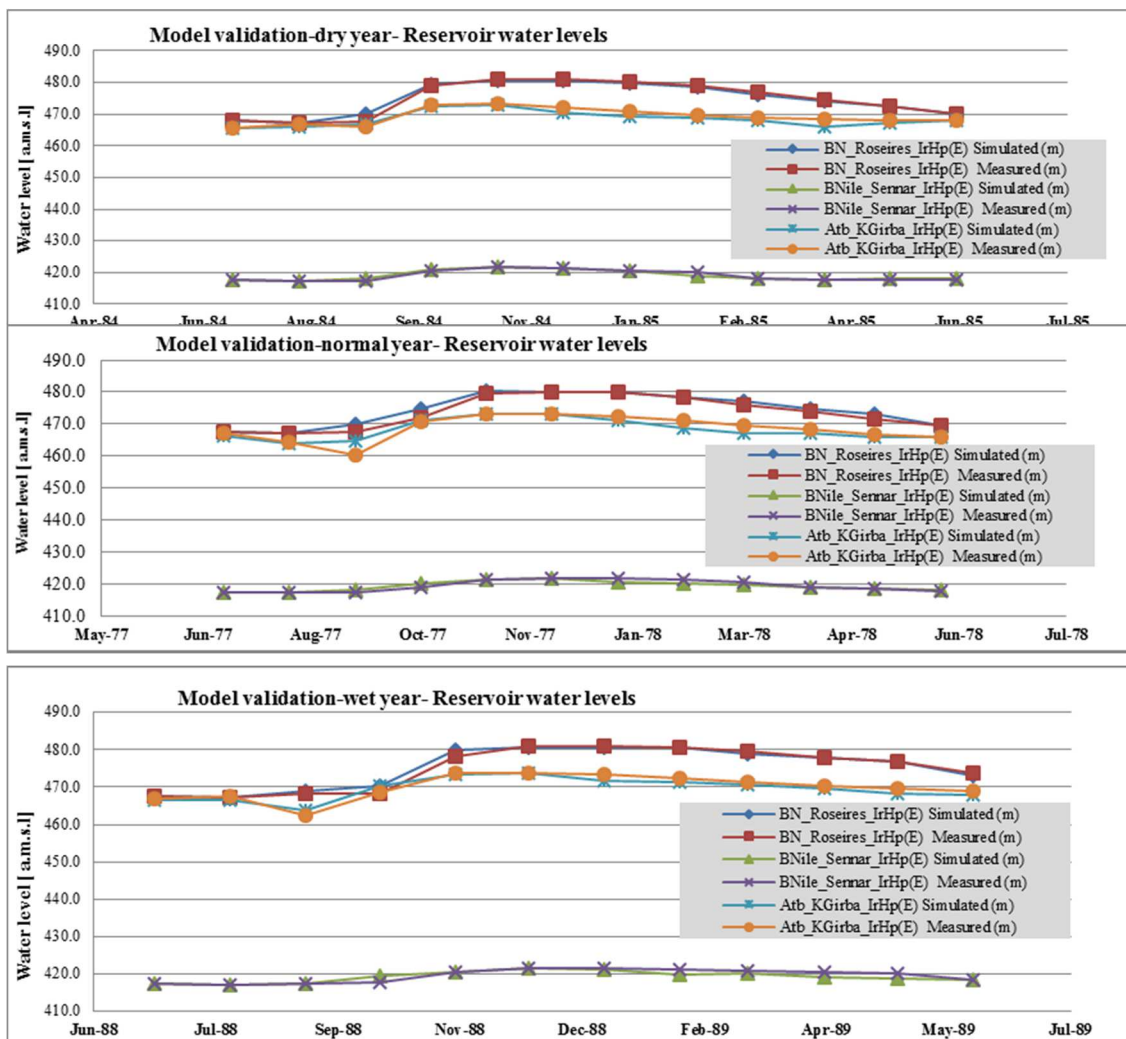 Model validation-dry year- Reservoir water levels
490.0
480.0
470.0
460.0
450.0
440.0
430.0
420.0
410.0
Water level [ a.m.s.l]
BN_Roseires_IrHp(E) Simulated (m)
BN_Roseires_IrHp(E) Measured (m)
BNile_Sennar_IrHp(E) Simulated (m)
BNile_Sennar_IrHp(E) Measured (m)
Atb_KGirba_IrHp(E) Simulated (m)
Atb_KGirba_IrHp(E) Measured (m)
Apr-84 Jun-84 Aug-84 Sep-84 Nov-84 Jan-85 Feb-85 Apr-85 Jun-85 Jul-85
Model validation-normal year- Reservoir water levels
490.0
480.0
470.0
460.0
450.0
440.0
430.0
420.0
410.0
Water level [ a.m.s.l]
BN_Roseires_IrHp(E) Simulated (m)
BN_Roseires_IrHp(E) Measured (m)
BNile_Sennar_IrHp(E) Simulated (m)
BNile_Sennar_IrHp(E) Measured (m)
Atb_KGirba_IrHp(E) Simulated (m)
Atb_KGirba_IrHp(E) Measured (m)
May-77 Jun-77 Aug-77 Oct-77 Nov-77 Jan-78 Mar-78 Apr-78 Jun-78 Jul-78
Model validation-wet year- Reservoir water levels
490.0
480.0
470.0
460.0
450.0
440.0
430.0
420.0
410.0
Water level [ a.m.s.l]
BN_Roseires_IrHp(E) Simulated (m)
BN_Roseires_IrHp(E) Measured (m)
BNile_Sennar_IrHp(E) Simulated (m)
BNile_Sennar_IrHp(E) Measured (m)
Atb_KGirba_IrHp(E) Simulated (m)
Atb_KGirba_IrHp(E) Measured (m)
Jun-88 Jul-88 Sep-88 Nov-88 Dec-88 Feb-89 Apr-89 May-89 Jul-89